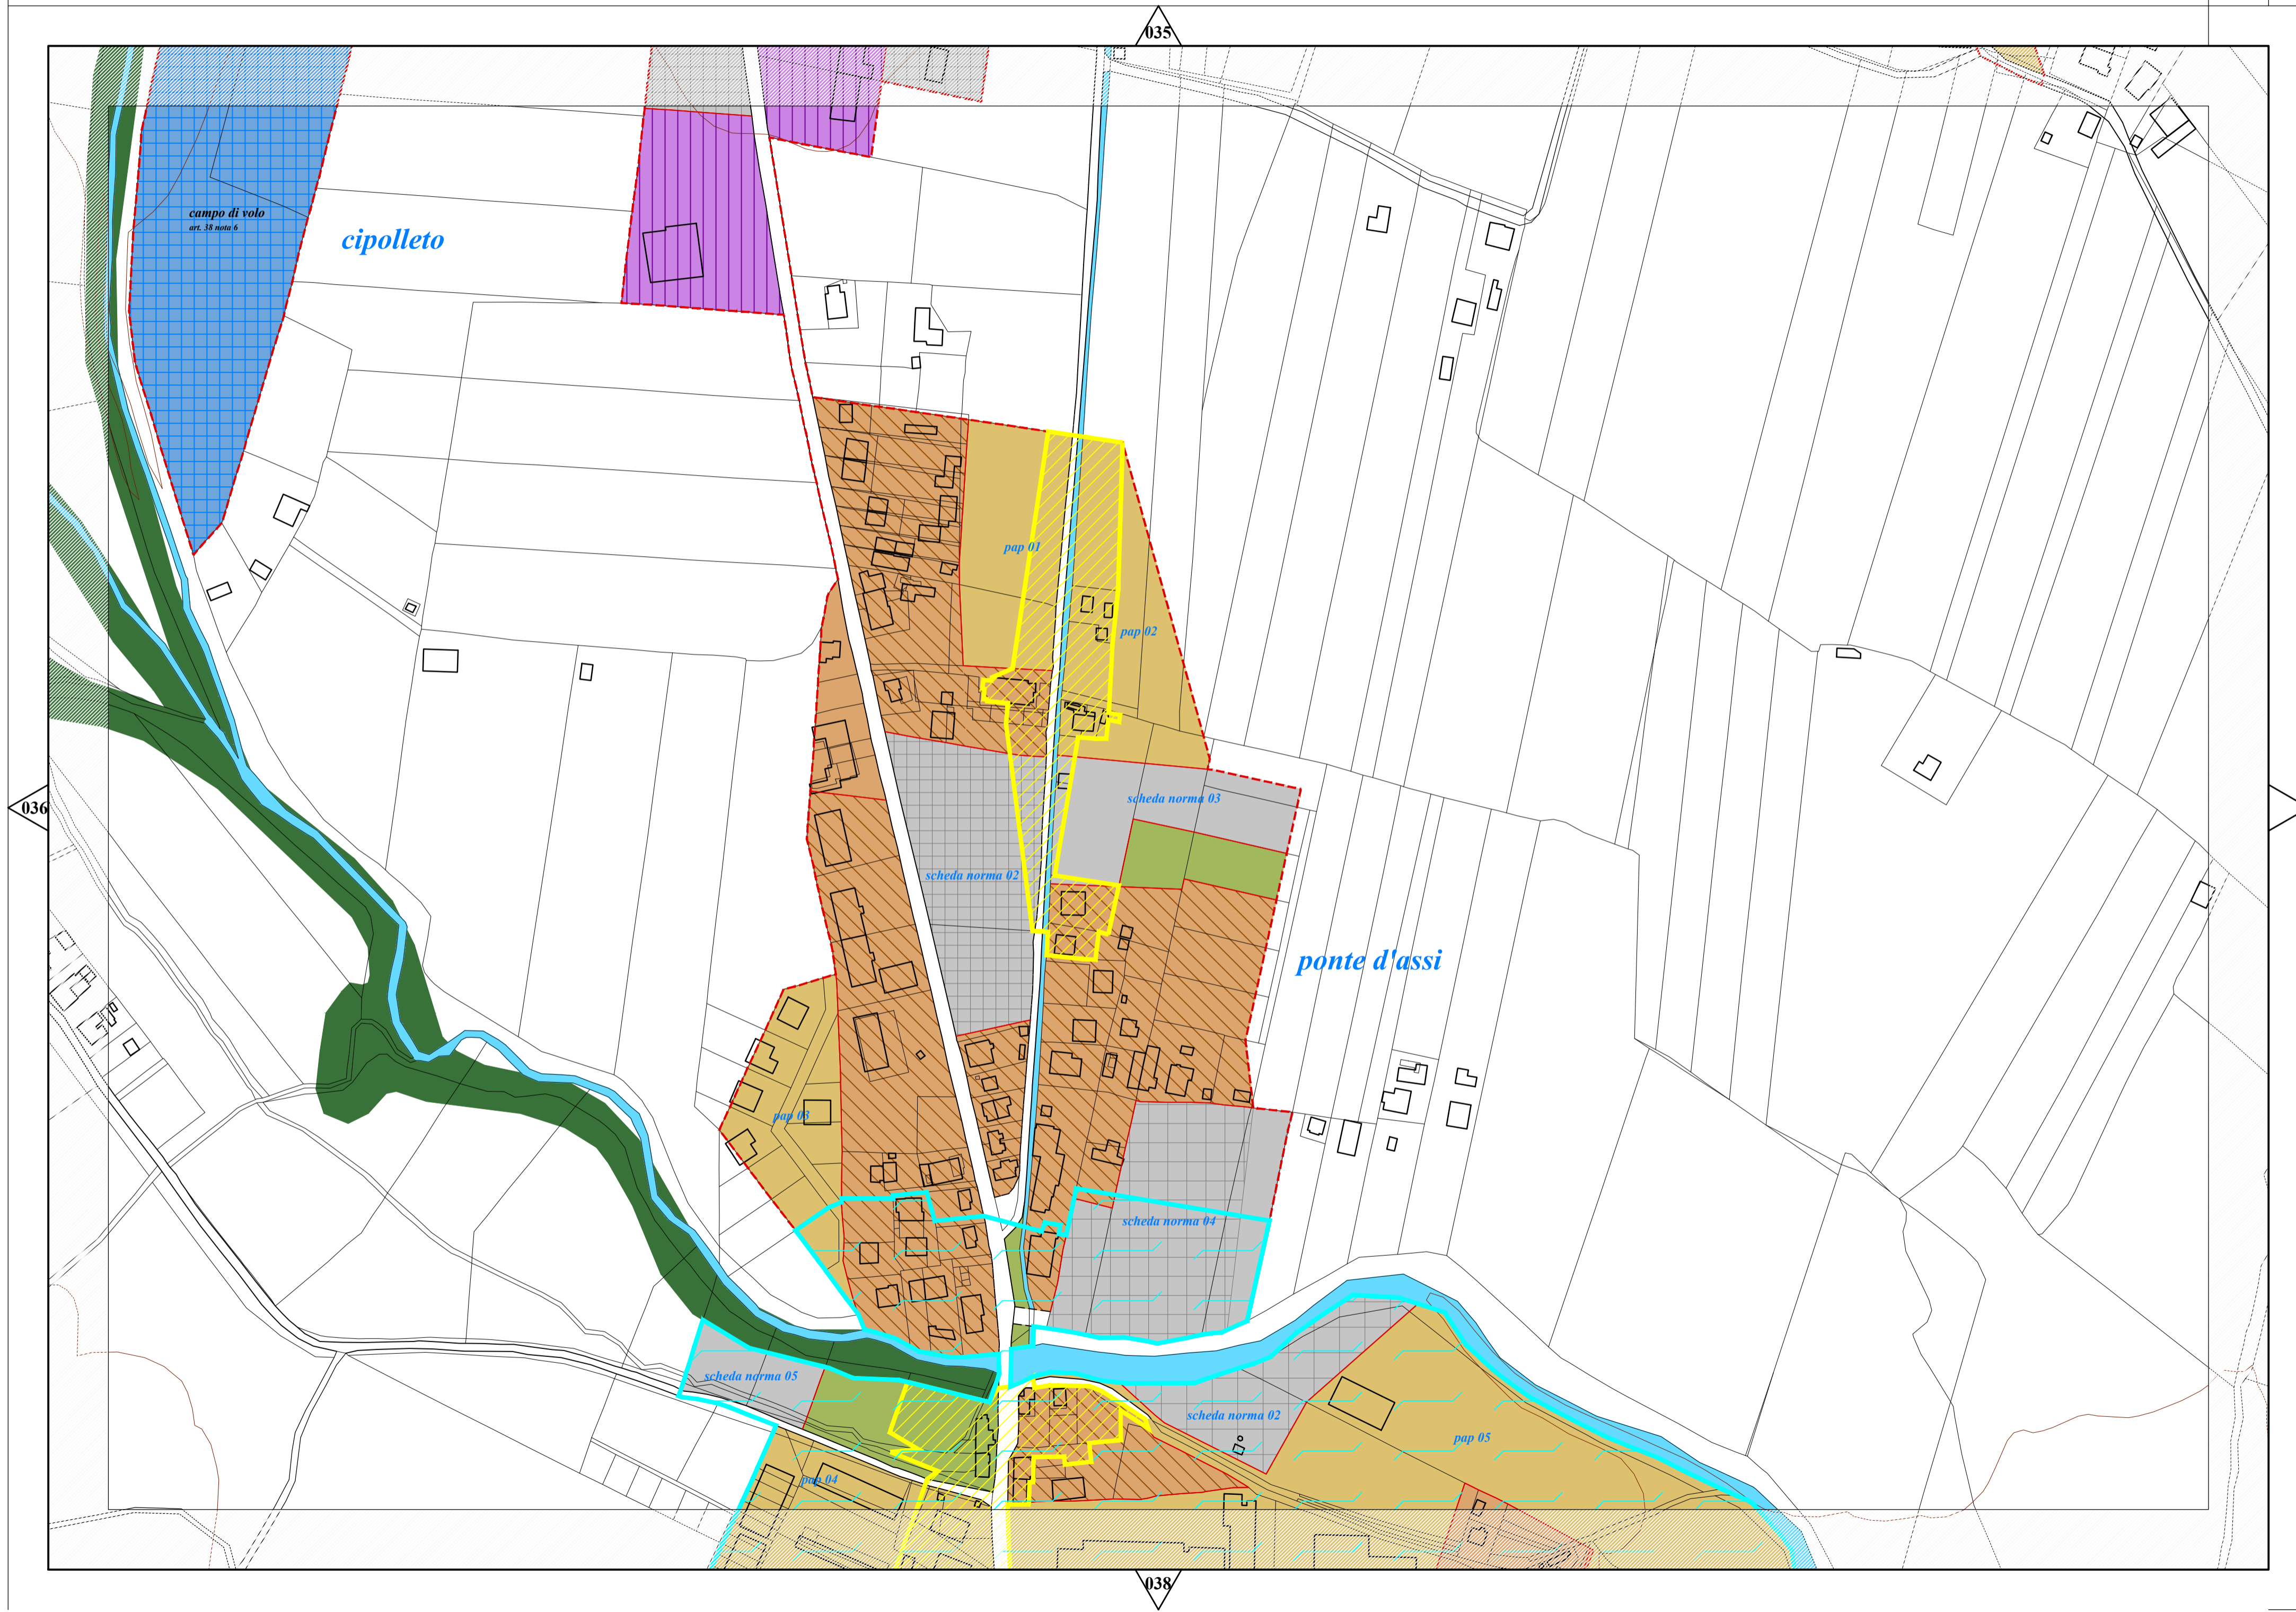 035
campo di volo
art. 38 nota 6
cipolleto
pap 01
pap 02
036
scheda norma 03
scheda norma 02
ponte d'assi
pap 03
scheda norma 04
scheda norma 05
scheda norma 02
pap 05
pap 04
038